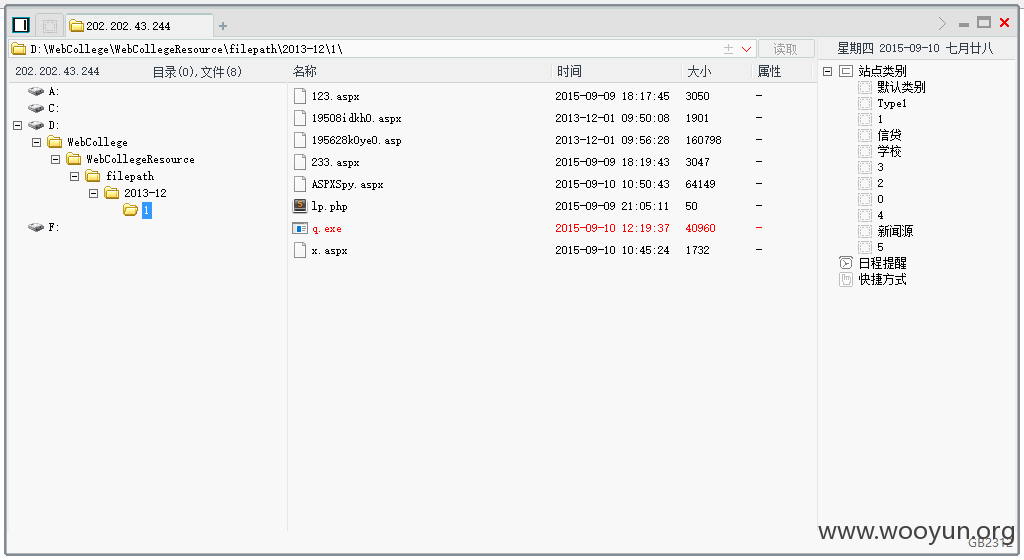 202.202.43.244
D:\WebCollege\WebCollegeResource\filepath\2013-12\1\
读取
星期四 2015-09-10 七月廿八
202.202.43.244 目录(0),文件(8)
名称 时间 大小 属性
A:
C:
D:
WebCollege
WebCollegeResource
filepath
2013-12
1
F:
123.aspx 2015-09-09 18:17:45 3050 -
19508idkh0.aspx 2013-12-01 09:50:08 1901 -
195628k0ye0.asp 2013-12-01 09:56:28 160798 -
233.aspx 2015-09-09 18:19:43 3047 -
ASPXSpy.aspx 2015-09-10 10:50:43 64149 -
lp.php 2015-09-09 21:05:11 50 -
q.exe 2015-09-10 12:19:37 40960 -
x.aspx 2015-09-10 10:45:24 1732 -
站点类别
默认类别
Type1
1
信贷
学校
3
2
0
4
新闻源
5
日程提醒
快捷方式
www.wooyun.org
GB2312